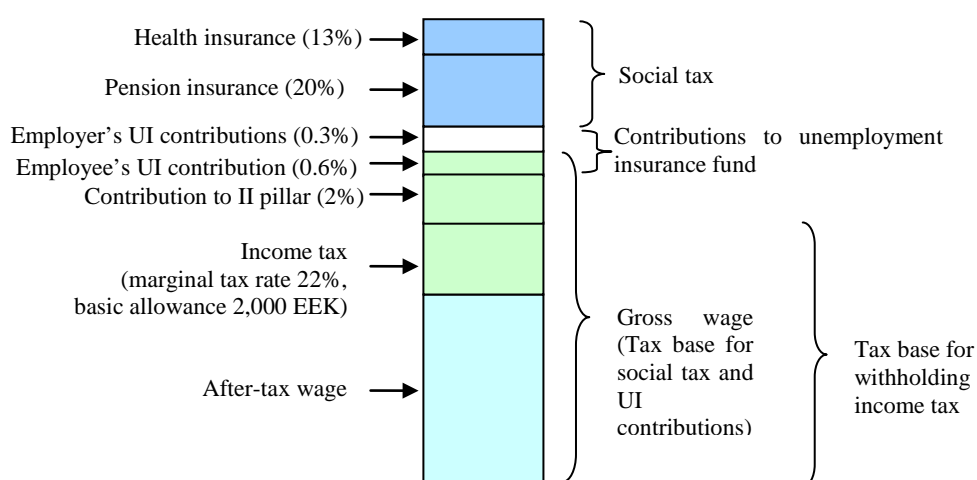 Health insurance (13%)
Pension insurance (20%)
Employer’s UI contributions (0.3%)
Employee’s UI contribution (0.6%)
Contribution to II pillar (2%)
Income tax
(marginal tax rate 22%,
basic allowance 2,000 EEK)
After-tax wage
Social tax
Contributions to unemployment
insurance fund
Gross wage
(Tax base for
social tax and
UI
contributions)
Tax base for
withholding
income tax